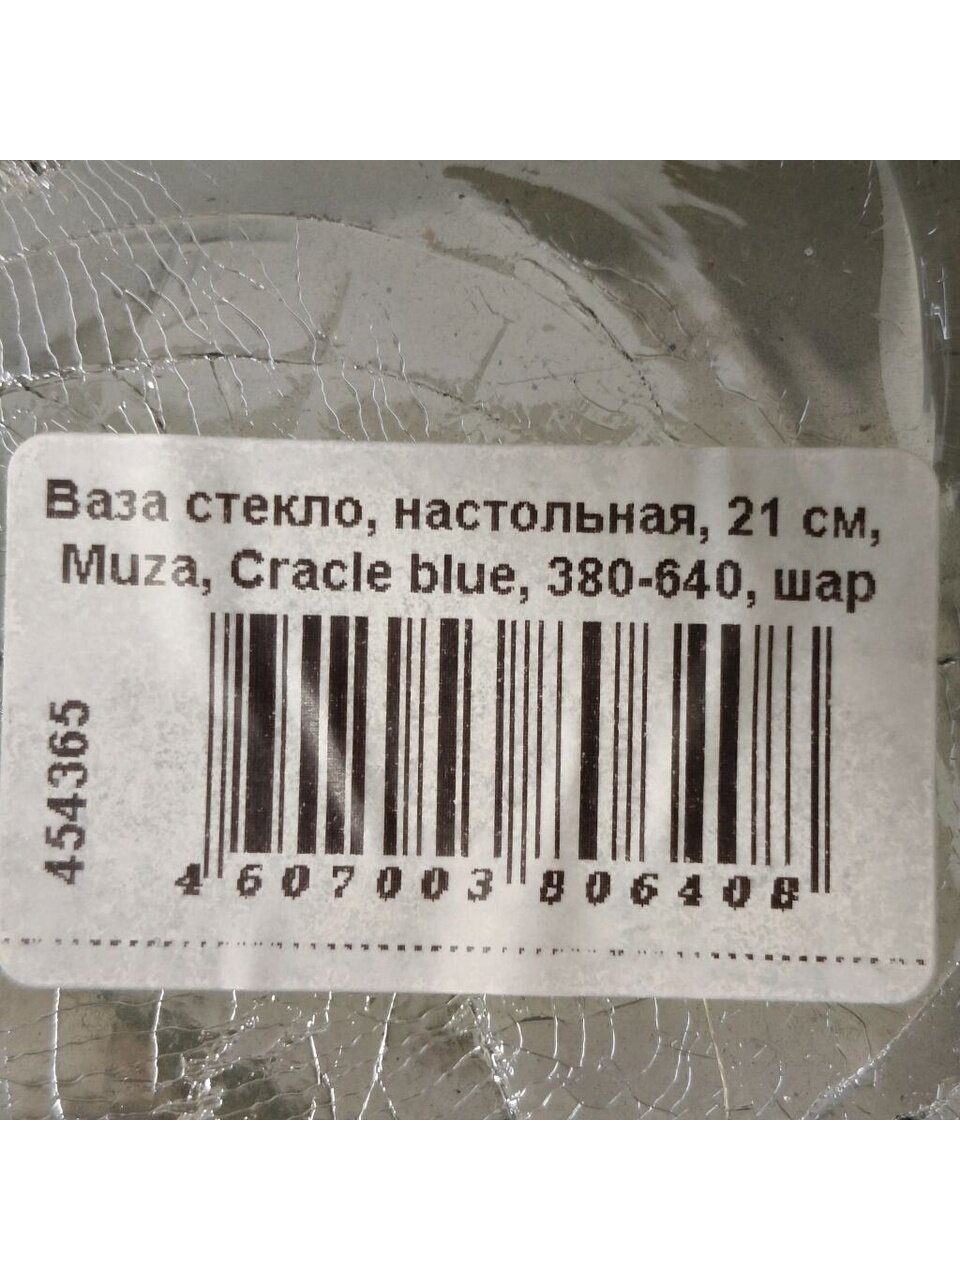 Ваза стекло, настольная, 21 см,
Muza, Cracle blue, 380-640, шар
454365
4 607003 806408